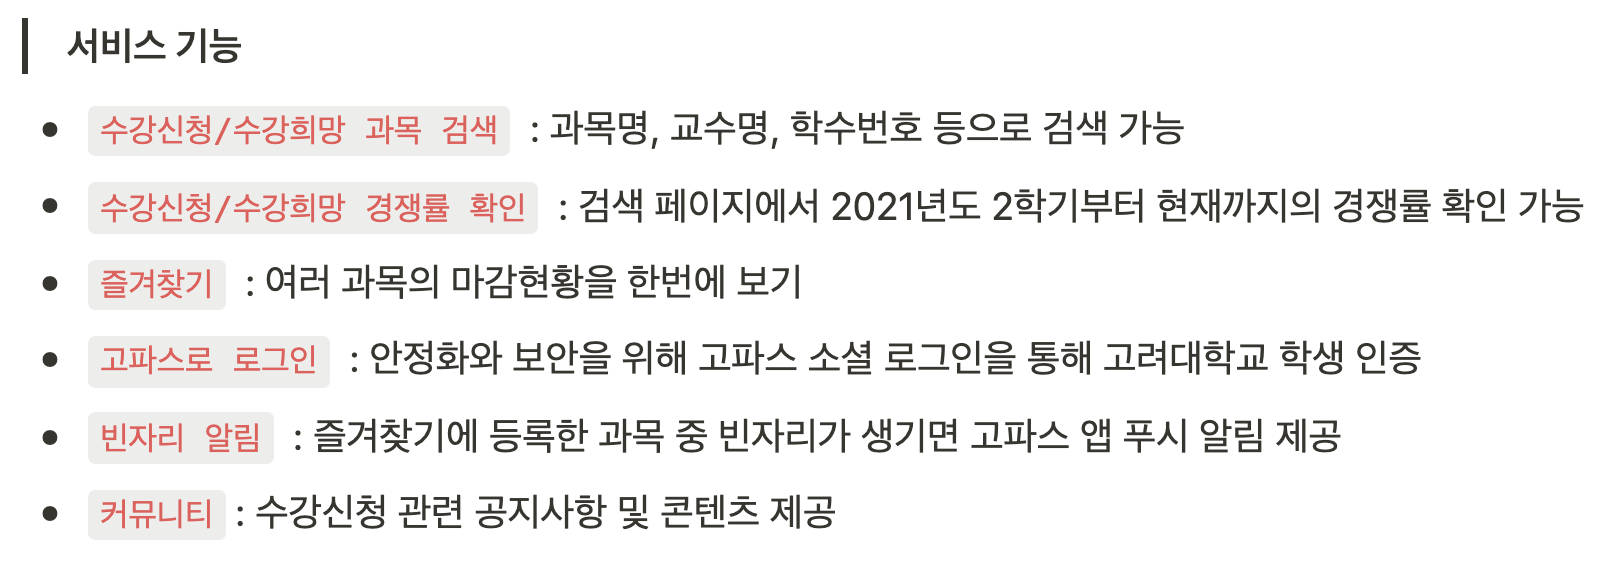 서비스 기능
수강신청/수강희망 과목 검색 : 과목명, 교수명, 학수번호 등으로 검색 가능
수강신청/수강희망 경쟁률 확인 : 검색 페이지에서 2021년도 2학기부터 현재까지의 경쟁률 확인 가능
즐겨찾기 : 여러 과목의 마감현황을 한번에 보기
고파스로 로그인 : 안정화와 보안을 위해 고파스 소셜 로그인을 통해 고려대학교 학생 인증
빈자리 알림 : 즐겨찾기에 등록한 과목 중 빈자리가 생기면 고파스 앱 푸시 알림 제공
커뮤니티 : 수강신청 관련 공지사항 및 콘텐츠 제공